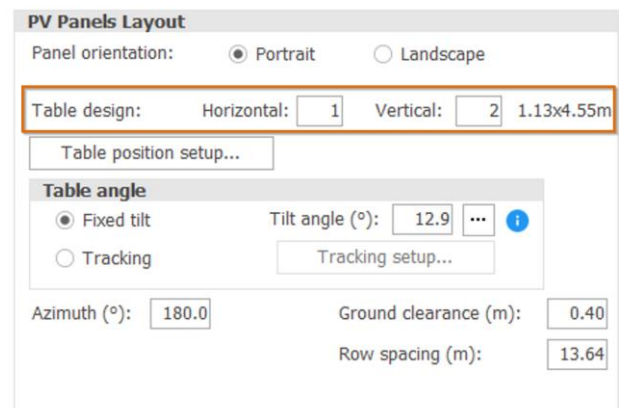 PV Panels Layout
Panel orientation: Portrait Landscape
Table design: Horizontal: 1 Vertical: 2 1.13x4.55m
Table position setup...
Table angle
Fixed tilt Tilt angle (°): 12.9 ...
Tracking Tracking setup...
Azimuth (°): 180.0 Ground clearance (m): 0.40
Row spacing (m): 13.64